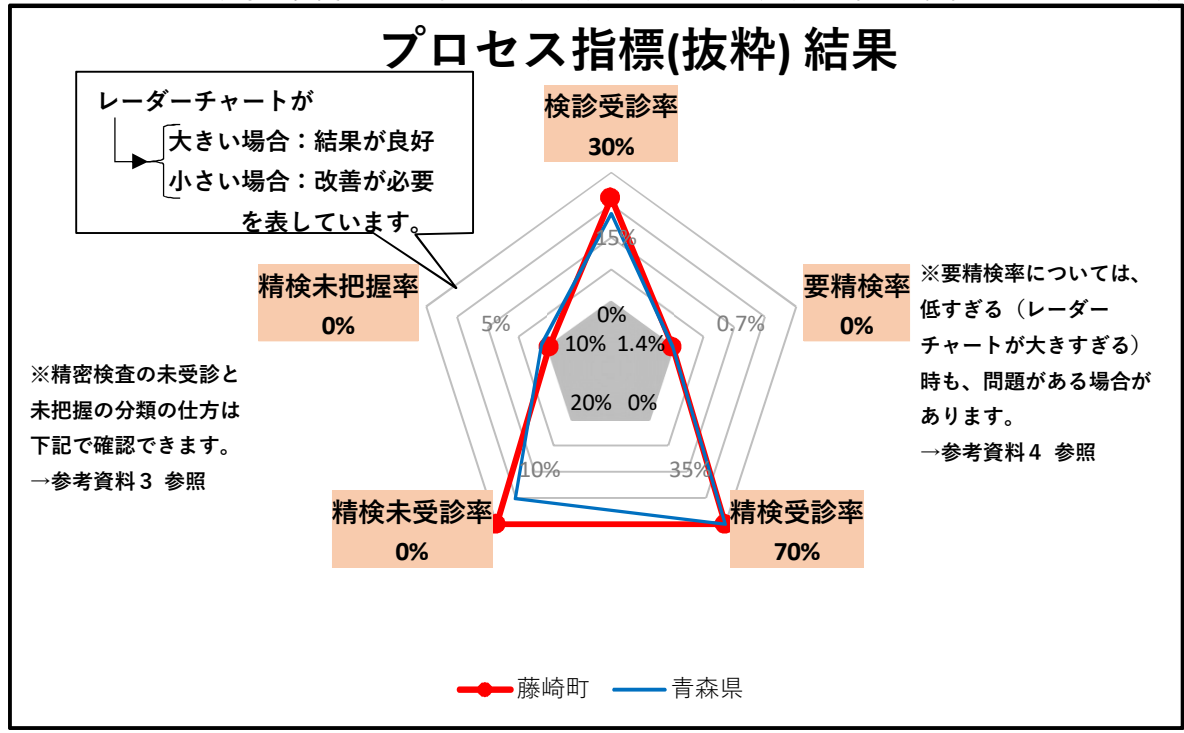 プロセス指標(抜粋) 結果
レーダーチャートが
大きい場合：結果が良好
小さい場合：改善が必要
を表しています。
検診受診率
30%
15%
0%
精検未把握率
0%
5%
10%
1.4%
0.7%
要精検率
0%
※要精検率については、
低すぎる（レーダー
チャートが大きすぎる）
時も、問題がある場合が
あります。
→参考資料４ 参照
※精密検査の未受診と
未把握の分類の仕方は
下記で確認できます。
→参考資料３ 参照
20%
0%
10%
35%
精検未受診率
0%
精検受診率
70%
藤崎町
青森県